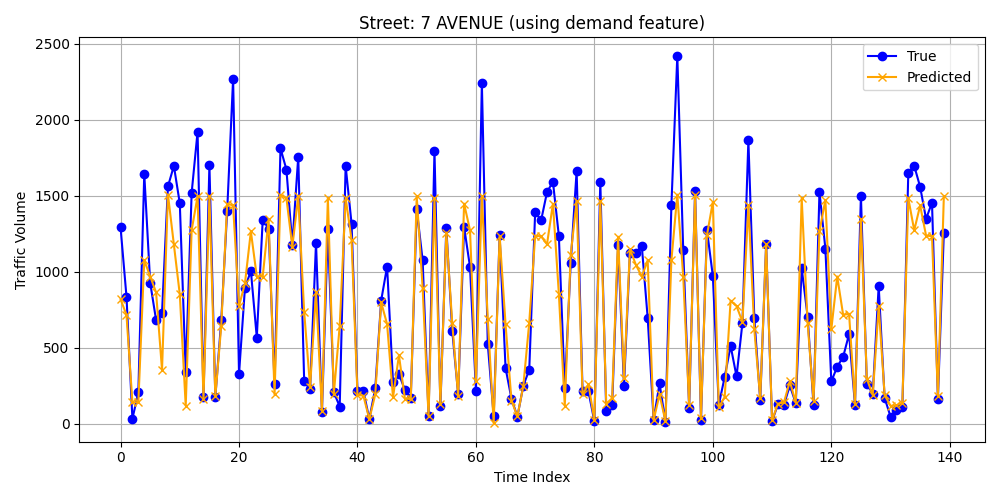 Street: 7 AVENUE (using demand feature)
True
Predicted
Traffic Volume
2500
2000
1500
1000
500
0
0 20 40 60 80 100 120 140
Time Index